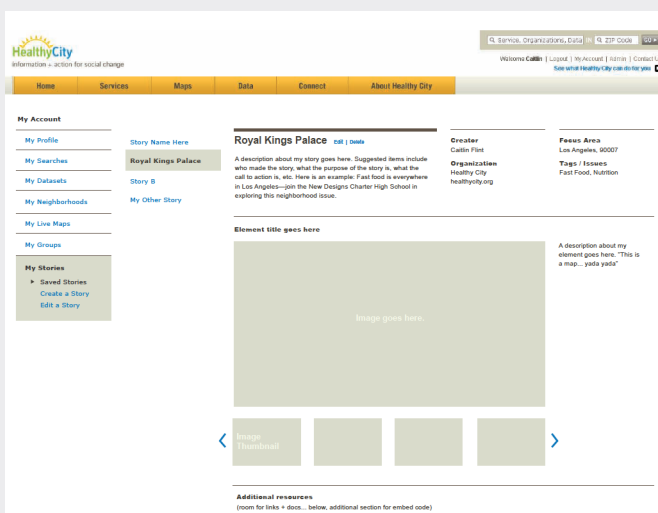 HealthyCity
information + action for social change
Service, Organizations, Data in ZIP Code GO
Welcome Caitlin | Logout | My Account | Admin | Contact U
See what Healthy City can do for you
Home Services Maps Data Connect About Healthy City
My Account
My Profile
My Searches
My Datasets
My Neighborhoods
My Live Maps
My Groups
My Stories
Saved Stories
Create a Story
Edit a Story
Story Name Here
Royal Kings Palace
Story B
My Other Story
Royal Kings Palace Edit | Delete
A description about my story goes here. Suggested items include
who made the story, what the purpose of the story is, what the
call to action is, etc. Here is an example: Fast food is everywhere
in Los Angeles—join the New Designs Charter High School in
exploring this neighborhood issue.
Creator
Caitlin Flint
Organization
Healthy City
healthycity.org
Focus Area
Los Angeles, 90007
Tags / Issues
Fast Food, Nutrition
Element title goes here
Image goes here.
A description about my
element goes here. "This is
a map... yada yada"
Image
Thumbnail
Additional resources
(room for links + docs... below, additional section for embed code)